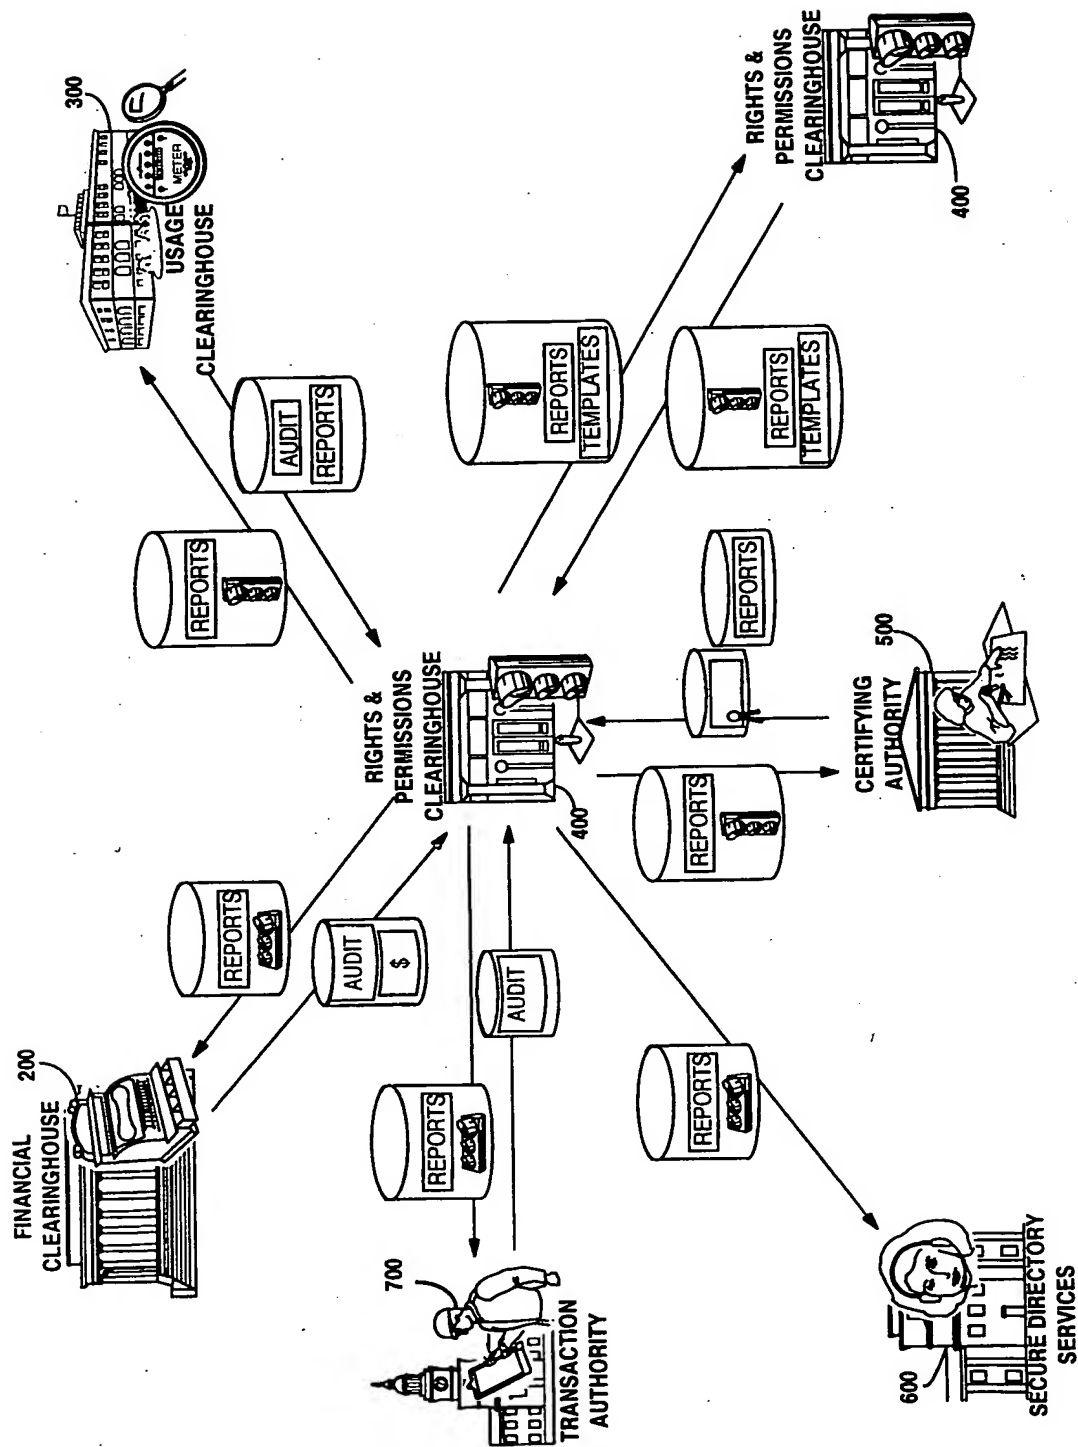 FINANCIAL
CLEARINGHOUSE
200
REPORTS
AUDIT
$
700
TRANSACTION
AUTHORITY
REPORTS
AUDIT
RIGHTS &
PERMISSIONS
CLEARINGHOUSE
400
REPORTS
AUDIT
REPORTS
300
METER
USAGE
CLEARINGHOUSE
REPORTS
600
SECURE DIRECTORY
SERVICES
REPORTS
REPORTS
CERTIFYING
AUTHORITY
500
REPORTS
TEMPLATES
REPORTS
TEMPLATES
RIGHTS &
PERMISSIONS
CLEARINGHOUSE
400